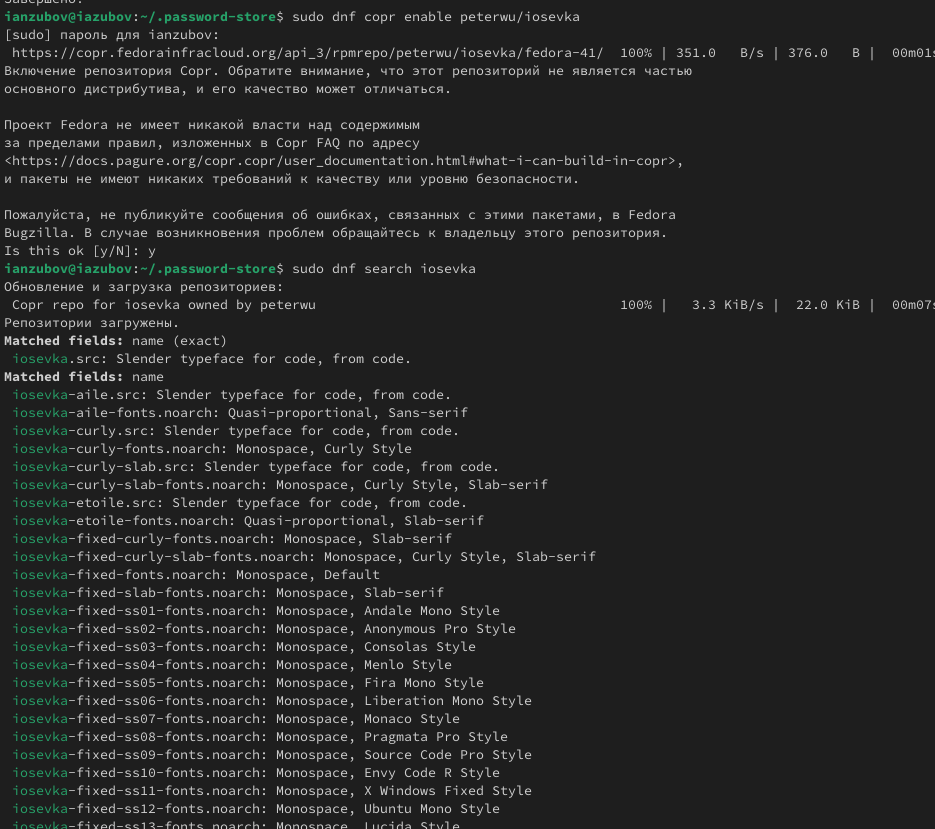 Завершено.
ianzubov@iazubov:~/.password-store$ sudo dnf copr enable peterwu/iosevka
[sudo] пароль для ianzubov:
 https://copr.fedorainfracloud.org/api_3/rpmrepo/peterwu/iosevka/fedora-41/  100% | 351.0   B/s | 376.0   B |  00m01s
Включение репозитория Copr. Обратите внимание, что этот репозиторий не является частью
основного дистрибутива, и его качество может отличаться.

Проект Fedora не имеет никакой власти над содержимым
за пределами правил, изложенных в Copr FAQ по адресу
<https://docs.pagure.org/copr.copr/user_documentation.html#what-i-can-build-in-copr>,
и пакеты не имеют никаких требований к качеству или уровню безопасности.

Пожалуйста, не публикуйте сообщения об ошибках, связанных с этими пакетами, в Fedora
Bugzilla. В случае возникновения проблем обращайтесь к владельцу этого репозитория.
Is this ok [y/N]: y
ianzubov@iazubov:~/.password-store$ sudo dnf search iosevka
Обновление и загрузка репозиториев:
 Copr repo for iosevka owned by peterwu                                      100% |   3.3 KiB/s |  22.0 KiB |  00m07s
Репозитории загружены.
Matched fields: name (exact)
 iosevka.src: Slender typeface for code, from code.
Matched fields: name
 iosevka-aile.src: Slender typeface for code, from code.
 iosevka-aile-fonts.noarch: Quasi-proportional, Sans-serif
 iosevka-curly.src: Slender typeface for code, from code.
 iosevka-curly-fonts.noarch: Monospace, Curly Style
 iosevka-curly-slab.src: Slender typeface for code, from code.
 iosevka-curly-slab-fonts.noarch: Monospace, Curly Style, Slab-serif
 iosevka-etoile.src: Slender typeface for code, from code.
 iosevka-etoile-fonts.noarch: Quasi-proportional, Slab-serif
 iosevka-fixed-curly-fonts.noarch: Monospace, Slab-serif
 iosevka-fixed-curly-slab-fonts.noarch: Monospace, Curly Style, Slab-serif
 iosevka-fixed-fonts.noarch: Monospace, Default
 iosevka-fixed-slab-fonts.noarch: Monospace, Slab-serif
 iosevka-fixed-ss01-fonts.noarch: Monospace, Andale Mono Style
 iosevka-fixed-ss02-fonts.noarch: Monospace, Anonymous Pro Style
 iosevka-fixed-ss03-fonts.noarch: Monospace, Consolas Style
 iosevka-fixed-ss04-fonts.noarch: Monospace, Menlo Style
 iosevka-fixed-ss05-fonts.noarch: Monospace, Fira Mono Style
 iosevka-fixed-ss06-fonts.noarch: Monospace, Liberation Mono Style
 iosevka-fixed-ss07-fonts.noarch: Monospace, Monaco Style
 iosevka-fixed-ss08-fonts.noarch: Monospace, Pragmata Pro Style
 iosevka-fixed-ss09-fonts.noarch: Monospace, Source Code Pro Style
 iosevka-fixed-ss10-fonts.noarch: Monospace, Envy Code R Style
 iosevka-fixed-ss11-fonts.noarch: Monospace, X Windows Fixed Style
 iosevka-fixed-ss12-fonts.noarch: Monospace, Ubuntu Mono Style
 iosevka-fixed-ss13-fonts.noarch: Monospace, Lucida Style